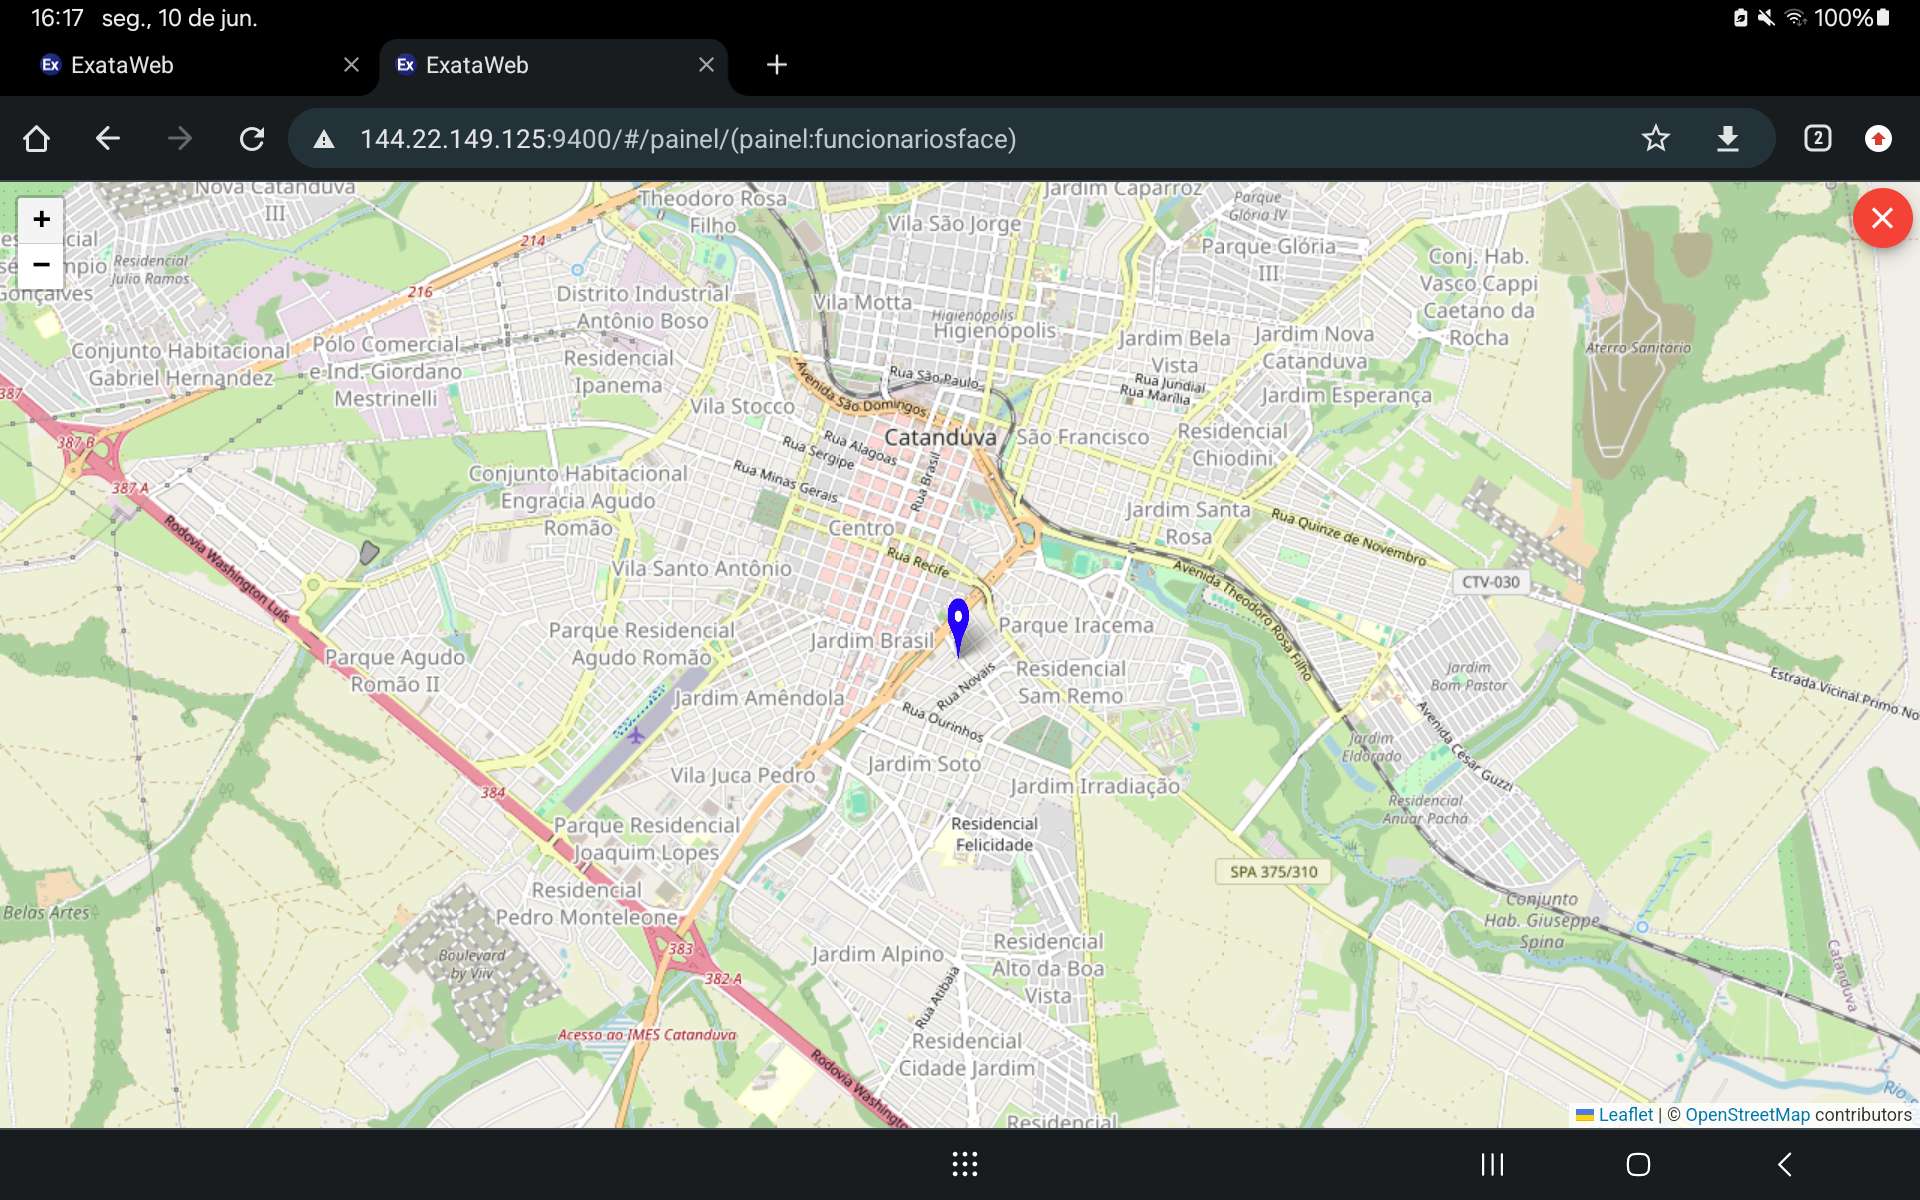 16:17 seg., 10 de jun.
100%
ExataWeb
ExataWeb
144.22.149.125:9400/#/painel/(painel:funcionariosface)
2
+
−
Nova Catanduva
III
Residencial
Julio Ramos
Gonçalves
214
216
Theodoro Rosa
Filho
Vila São Jorge
Jardim Caparroz
Parque
Glória IV
Parque Glória
III
Conj. Hab.
Vasco Cappi
Caetano da
Rocha
Distrito Industrial
Antônio Boso
Vila Motta
Higienópolis
Higienópolis
Jardim Bela
Vista
Jardim Nova
Catanduva
Aterro Sanitário
Conjunto Habitacional
Gabriel Hernandez
Pólo Comercial
e Ind. Giordano
Mestrinelli
Residencial
Ipanema
Rua São Paulo
Rua Jundiaí
Rua Marília
Jardim Esperança
387
Vila Stocco
Avenida São Domingos
Catanduva
São Francisco
Residencial
Chiodini
387 B
387 A
Rua Alagoas
Rua Sergipe
Rua Minas Gerais
Rua Brasil
Conjunto Habitacional
Engracia Agudo
Romão
Centro
Jardim Santa
Rosa
Rua Quinze de Novembro
Rodovia Washington Luís
Vila Santo Antônio
Rua Recife
Avenida Theodoro Rosa Filho
CTV-030
Parque Residencial
Agudo Romão
Jardim Brasil
Parque Iracema
Parque Agudo
Romão II
Residencial
Sam Remo
Jardim
Bom Pastor
Estrada Vicinal Primo No
Jardim Amêndola
Rua Novais
Rua Ourinhos
Avenida César Guzzi
Jardim
Eldorado
Vila Juca Pedro
Jardim Soto
Jardim Irradiação
384
Residencial
Anuar Pachá
Parque Residencial
Joaquim Lopes
Residencial
Felicidade
SPA 375/310
Residencial
Pedro Monteleone
Belas Artes
Conjunto
Hab. Giuseppe
Spina
Boulevard
by Viiv
383
382 A
Jardim Alpino
Residencial
Alto da Boa
Vista
Rua Atibaia
Catanduva
Acesso ao IMES Catanduva
Residencial
Cidade Jardim
Rodovia Washingto
Residencial
Leaflet | © OpenStreetMap contributors